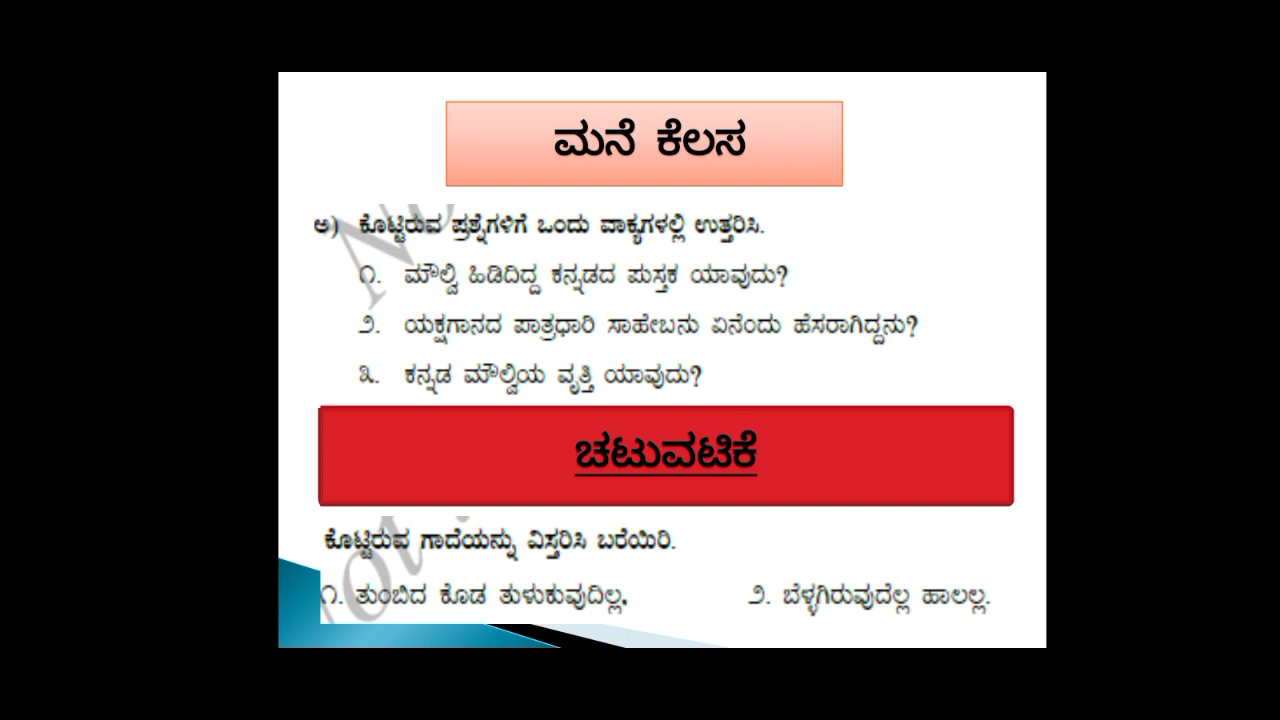 ಮನೆ ಕೆಲಸ
ಅ) ಕೊಟ್ಟಿರುವ ಪ್ರಶ್ನೆಗಳಿಗೆ ಒಂದು ವಾಕ್ಯಗಳಲ್ಲಿ ಉತ್ತರಿಸಿ.
೧. ಮೌಲ್ವಿ ಹಿಡಿದಿದ್ದ ಕನ್ನಡದ ಪುಸ್ತಕ ಯಾವುದು?
೨. ಯಕ್ಷಗಾನದ ಪಾತ್ರಧಾರಿ ಸಾಹೇಬನು ಏನೆಂದು ಹೆಸರಾಗಿದ್ದನು?
೩. ಕನ್ನಡ ಮೌಲ್ವಿಯ ವೃತ್ತಿ ಯಾವುದು?
ಚಟುವಟಿಕೆ
ಕೊಟ್ಟಿರುವ ಗಾದೆಯನ್ನು ವಿಸ್ತರಿಸಿ ಬರೆಯಿರಿ.
೧. ತುಂಬಿದ ಕೊಡ ತುಳುಕುವುದಿಲ್ಲ, ೨. ಬೆಳ್ಳಗಿರುವುದೆಲ್ಲ ಹಾಲಲ್ಲ.